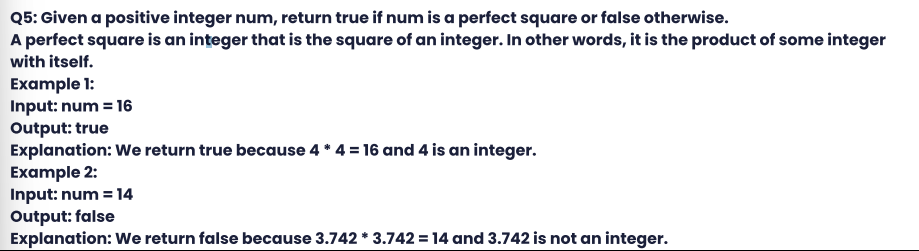 Q5: Given a positive integer num, return true if num is a perfect square or false otherwise.
A perfect square is an integer that is the square of an integer. In other words, it is the product of some integer
with itself.
Example 1:
Input: num = 16
Output: true
Explanation: We return true because 4 * 4 = 16 and 4 is an integer.
Example 2:
Input: num = 14
Output: false
Explanation: We return false because 3.742 * 3.742 = 14 and 3.742 is not an integer.